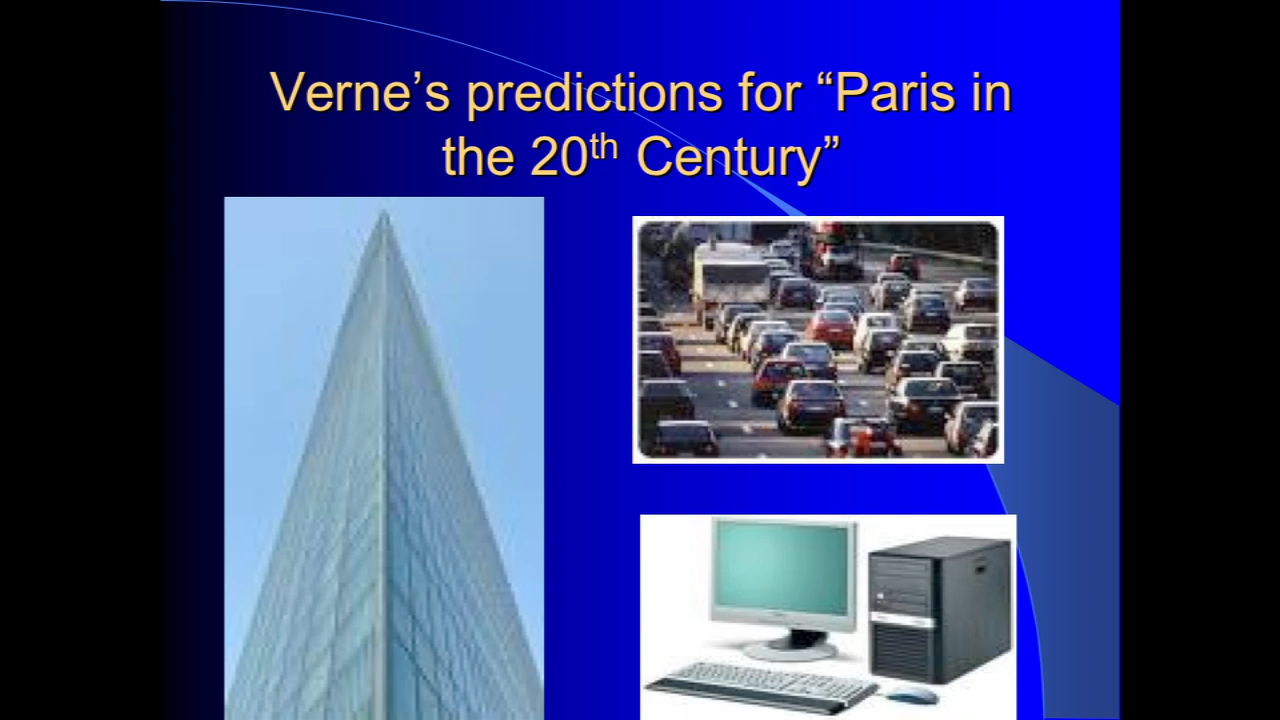 Verne’s predictions for “Paris in
the 20th Century”